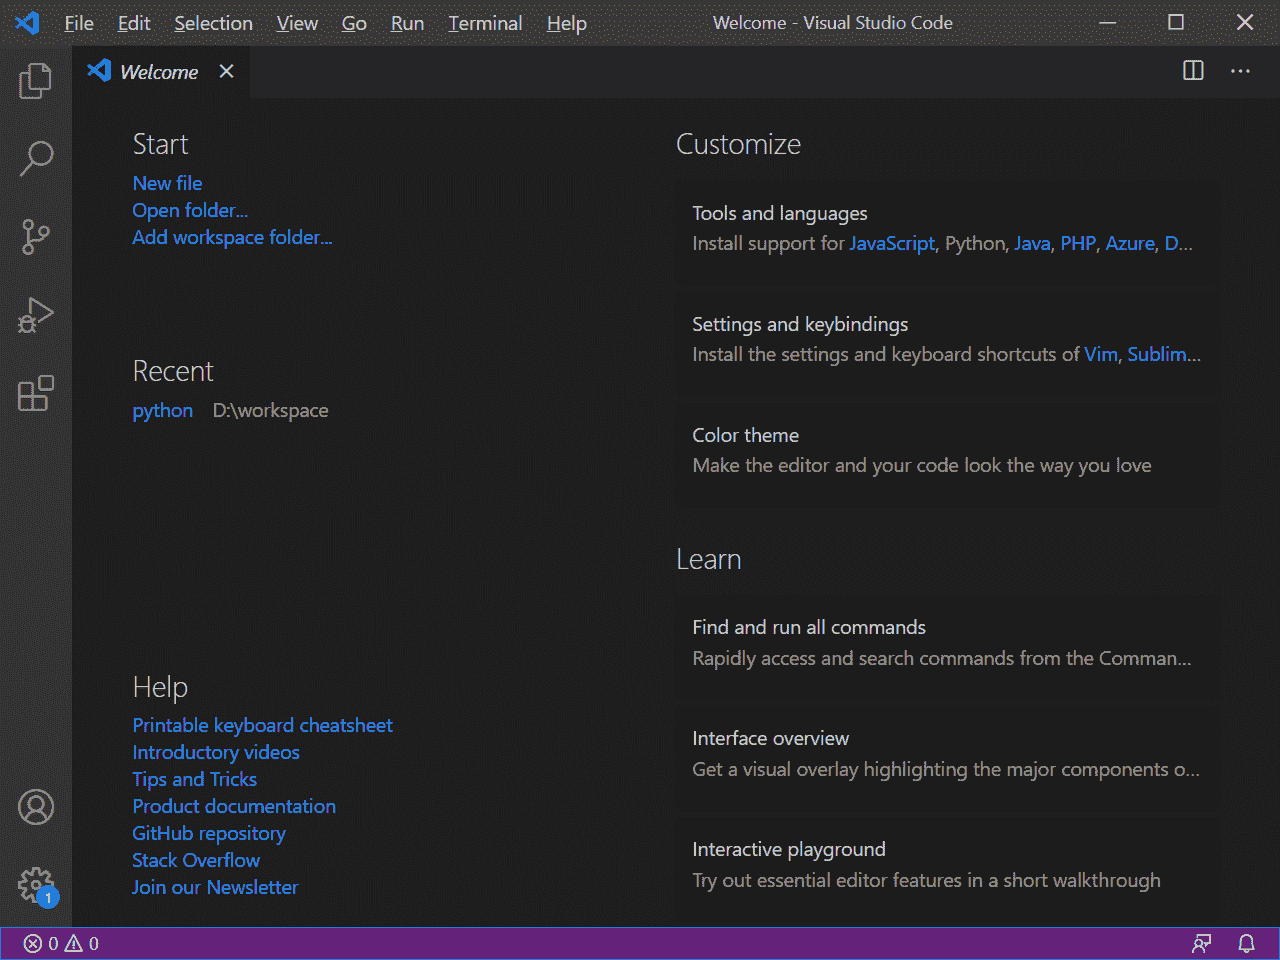 File Edit Selection View Go Run Terminal Help Welcome - Visual Studio Code
Welcome
Start
New file
Open folder...
Add workspace folder...
Recent
python D:\workspace
Help
Printable keyboard cheatsheet
Introductory videos
Tips and Tricks
Product documentation
GitHub repository
Stack Overflow
Join our Newsletter
Customize
Tools and languages
Install support for JavaScript, Python, Java, PHP, Azure, D...
Settings and keybindings
Install the settings and keyboard shortcuts of Vim, Sublim...
Color theme
Make the editor and your code look the way you love
Learn
Find and run all commands
Rapidly access and search commands from the Comman...
Interface overview
Get a visual overlay highlighting the major components o...
Interactive playground
Try out essential editor features in a short walkthrough
1
0 0